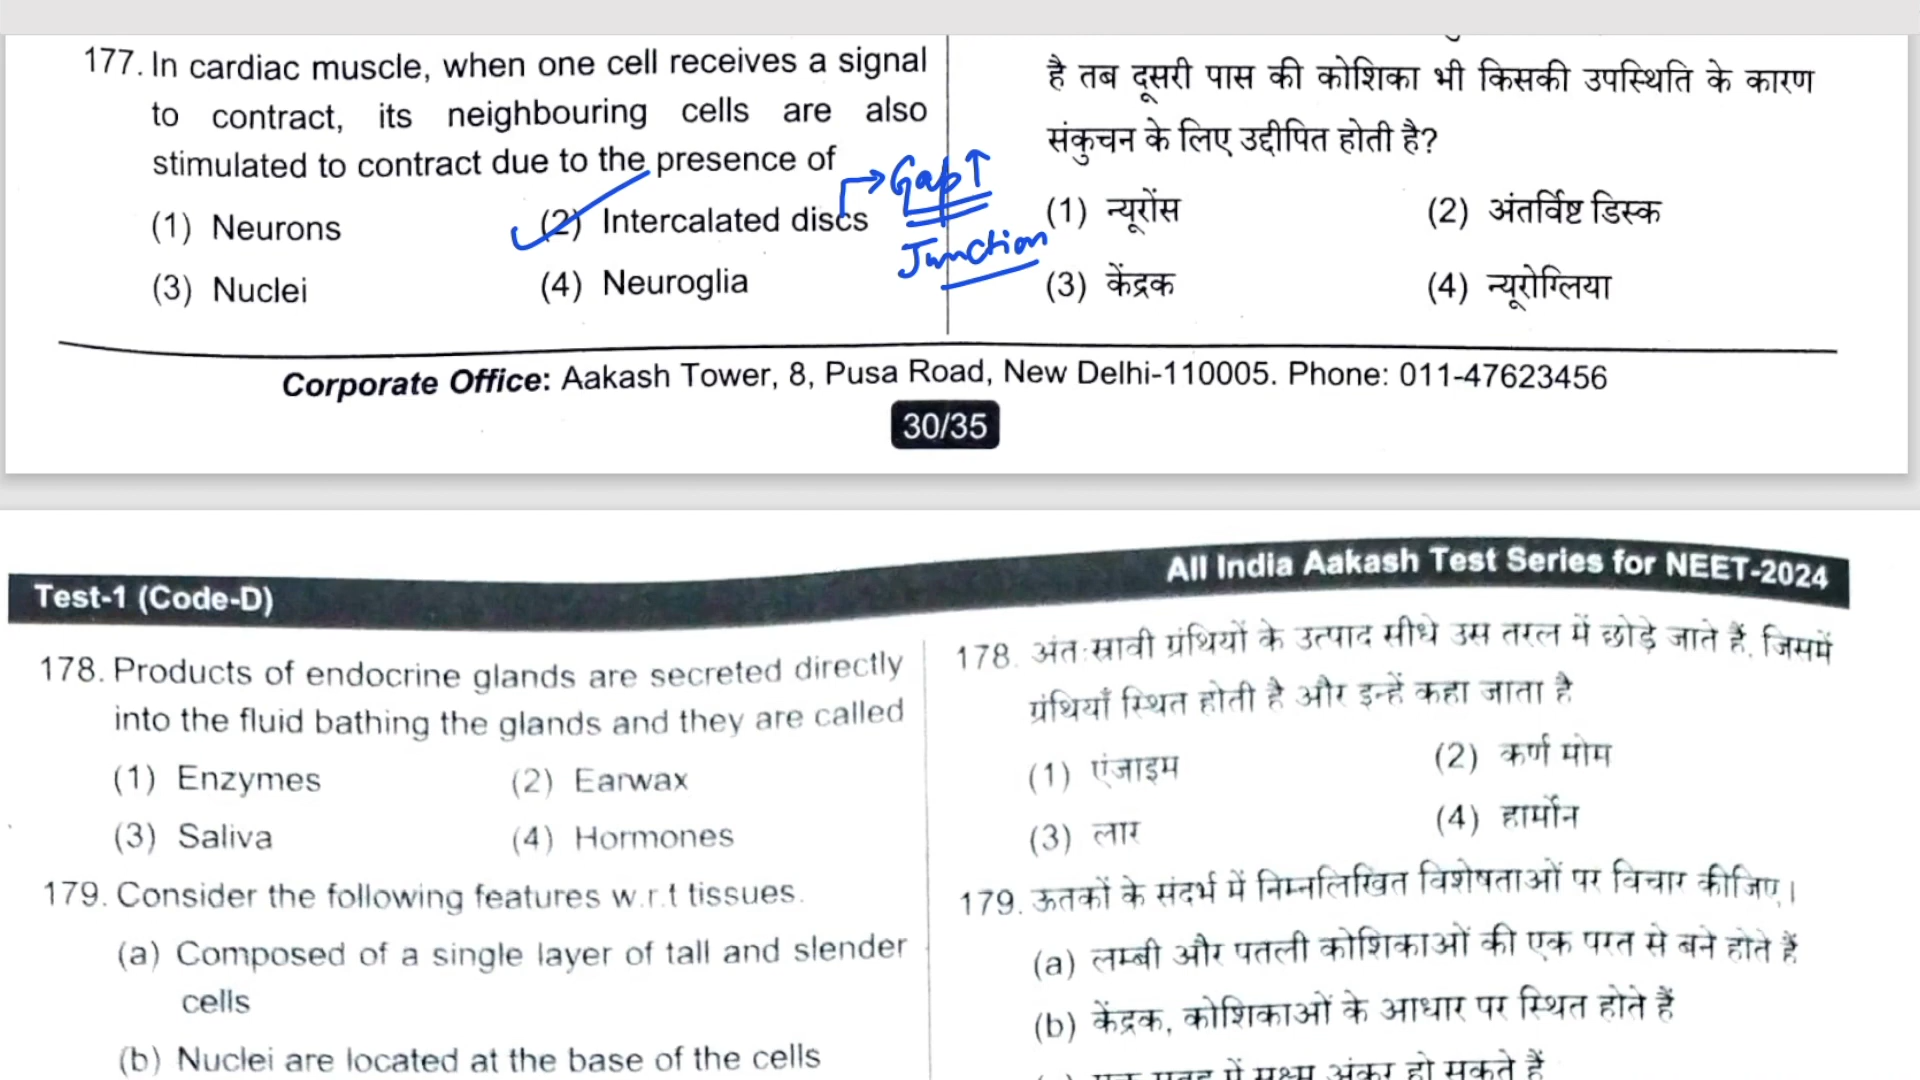 177. In cardiac muscle, when one cell receives a signal
to contract, its neighbouring cells are also
stimulated to contract due to the presence of
(1) Neurons (2) Intercalated discs
(3) Nuclei (4) Neuroglia
→ Gap ↑
Junction
है तब दूसरी पास की कोशिका भी किसकी उपस्थिति के कारण
संकुचन के लिए उद्दीपित होती है?
(1) न्यूरोंस (2) अंतर्विष्ट डिस्क
(3) केंद्रक (4) न्यूरोग्लिया
Corporate Office: Aakash Tower, 8, Pusa Road, New Delhi-110005. Phone: 011-47623456
30/35
Test-1 (Code-D) All India Aakash Test Series for NEET-2024
178. Products of endocrine glands are secreted directly
into the fluid bathing the glands and they are called
(1) Enzymes (2) Earwax
(3) Saliva (4) Hormones
179. Consider the following features w.r.t tissues.
(a) Composed of a single layer of tall and slender
cells
(b) Nuclei are located at the base of the cells
178. अंतःस्रावी ग्रंथियों के उत्पाद सीधे उस तरल में छोड़े जाते हैं, जिसमें
ग्रंथियाँ स्थित होती है और इन्हें कहा जाता है
(1) एंजाइम (2) कर्ण मोम
(3) लार (4) हार्मोन
179. ऊतकों के संदर्भ में निम्नलिखित विशेषताओं पर विचार कीजिए।
(a) लम्बी और पतली कोशिकाओं की एक परत से बने होते हैं
(b) केंद्रक, कोशिकाओं के आधार पर स्थित होते हैं